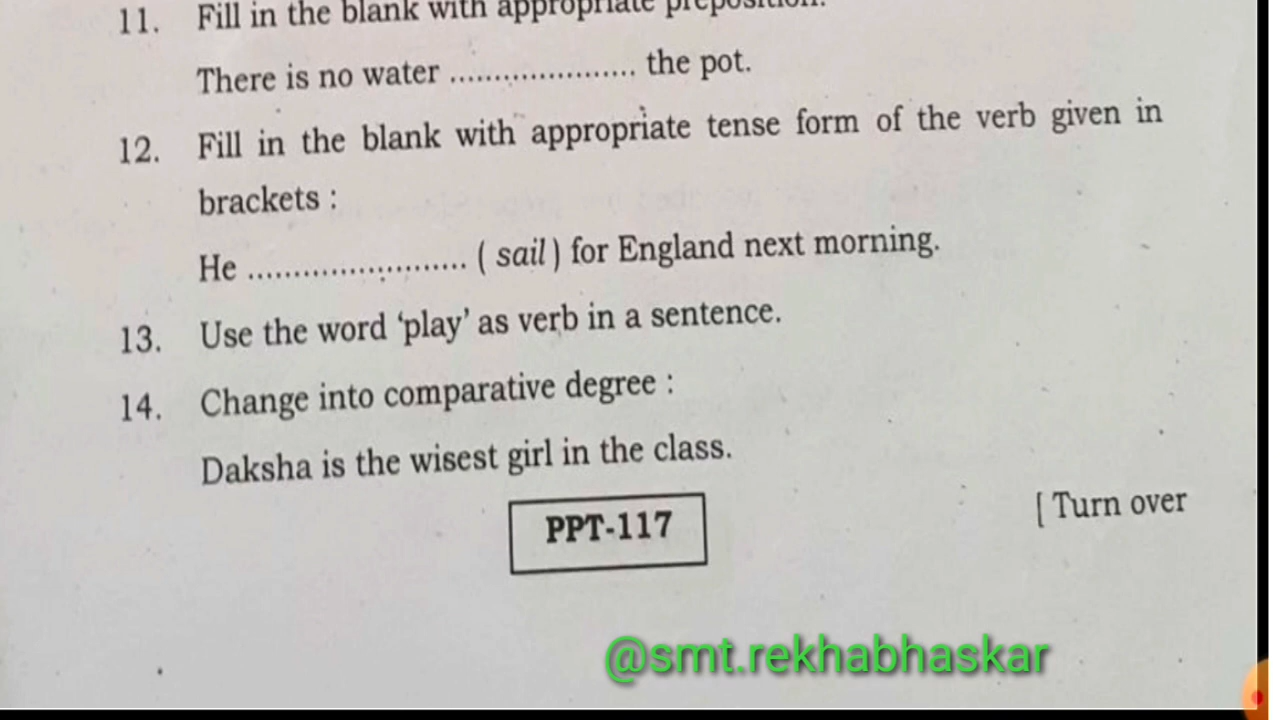 11. Fill in the blank with appropriate preposition.
There is no water ..................... the pot.
12. Fill in the blank with appropriate tense form of the verb given in
brackets :
He ........................ ( sail ) for England next morning.
13. Use the word ‘play’ as verb in a sentence.
14. Change into comparative degree :
Daksha is the wisest girl in the class.
PPT-117
[ Turn over
@smt.rekhabhaskar